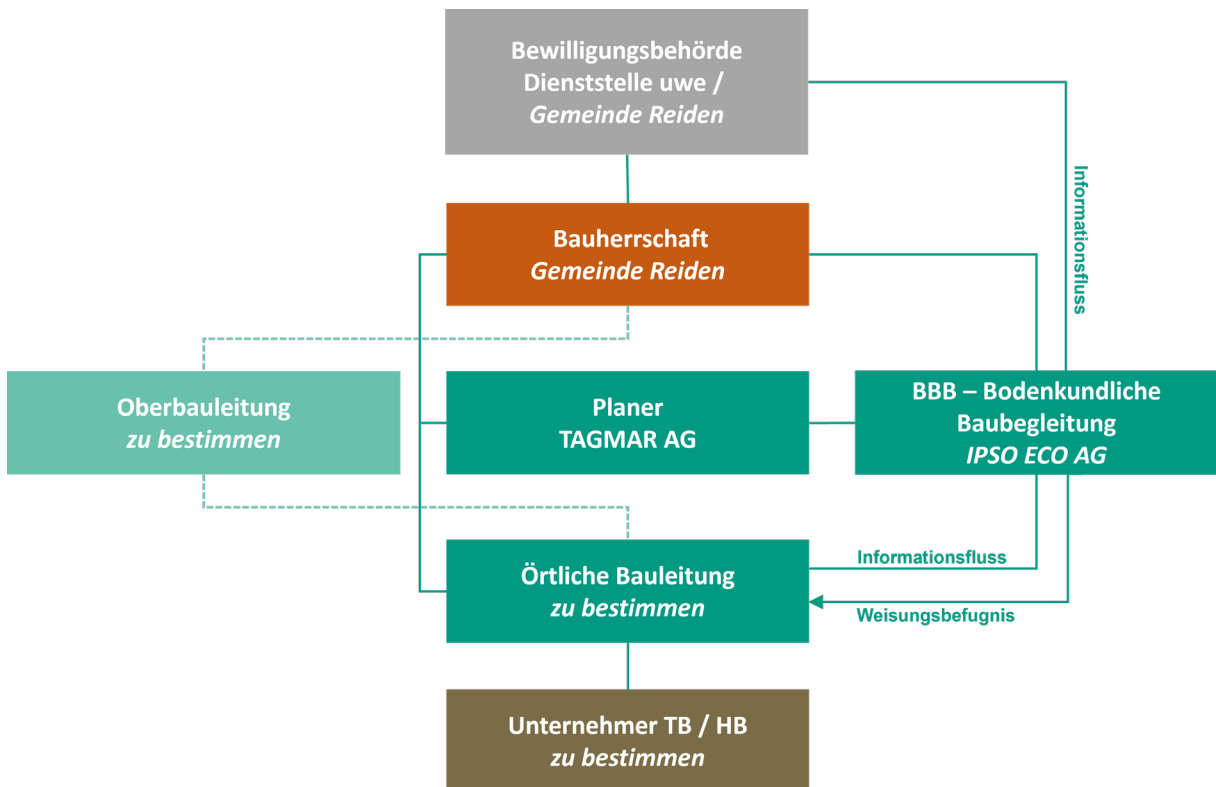 Bewilligungsbehörde
Dienststelle uwe /
Gemeinde Reiden
Informationsfluss
Bauherrschaft
Gemeinde Reiden
Oberbauleitung
zu bestimmen
Planer
TAGMAR AG
BBB – Bodenkundliche
Baubegleitung
IPSO ECO AG
Örtliche Bauleitung
zu bestimmen
Informationsfluss
Weisungsbefugnis
Unternehmer TB / HB
zu bestimmen